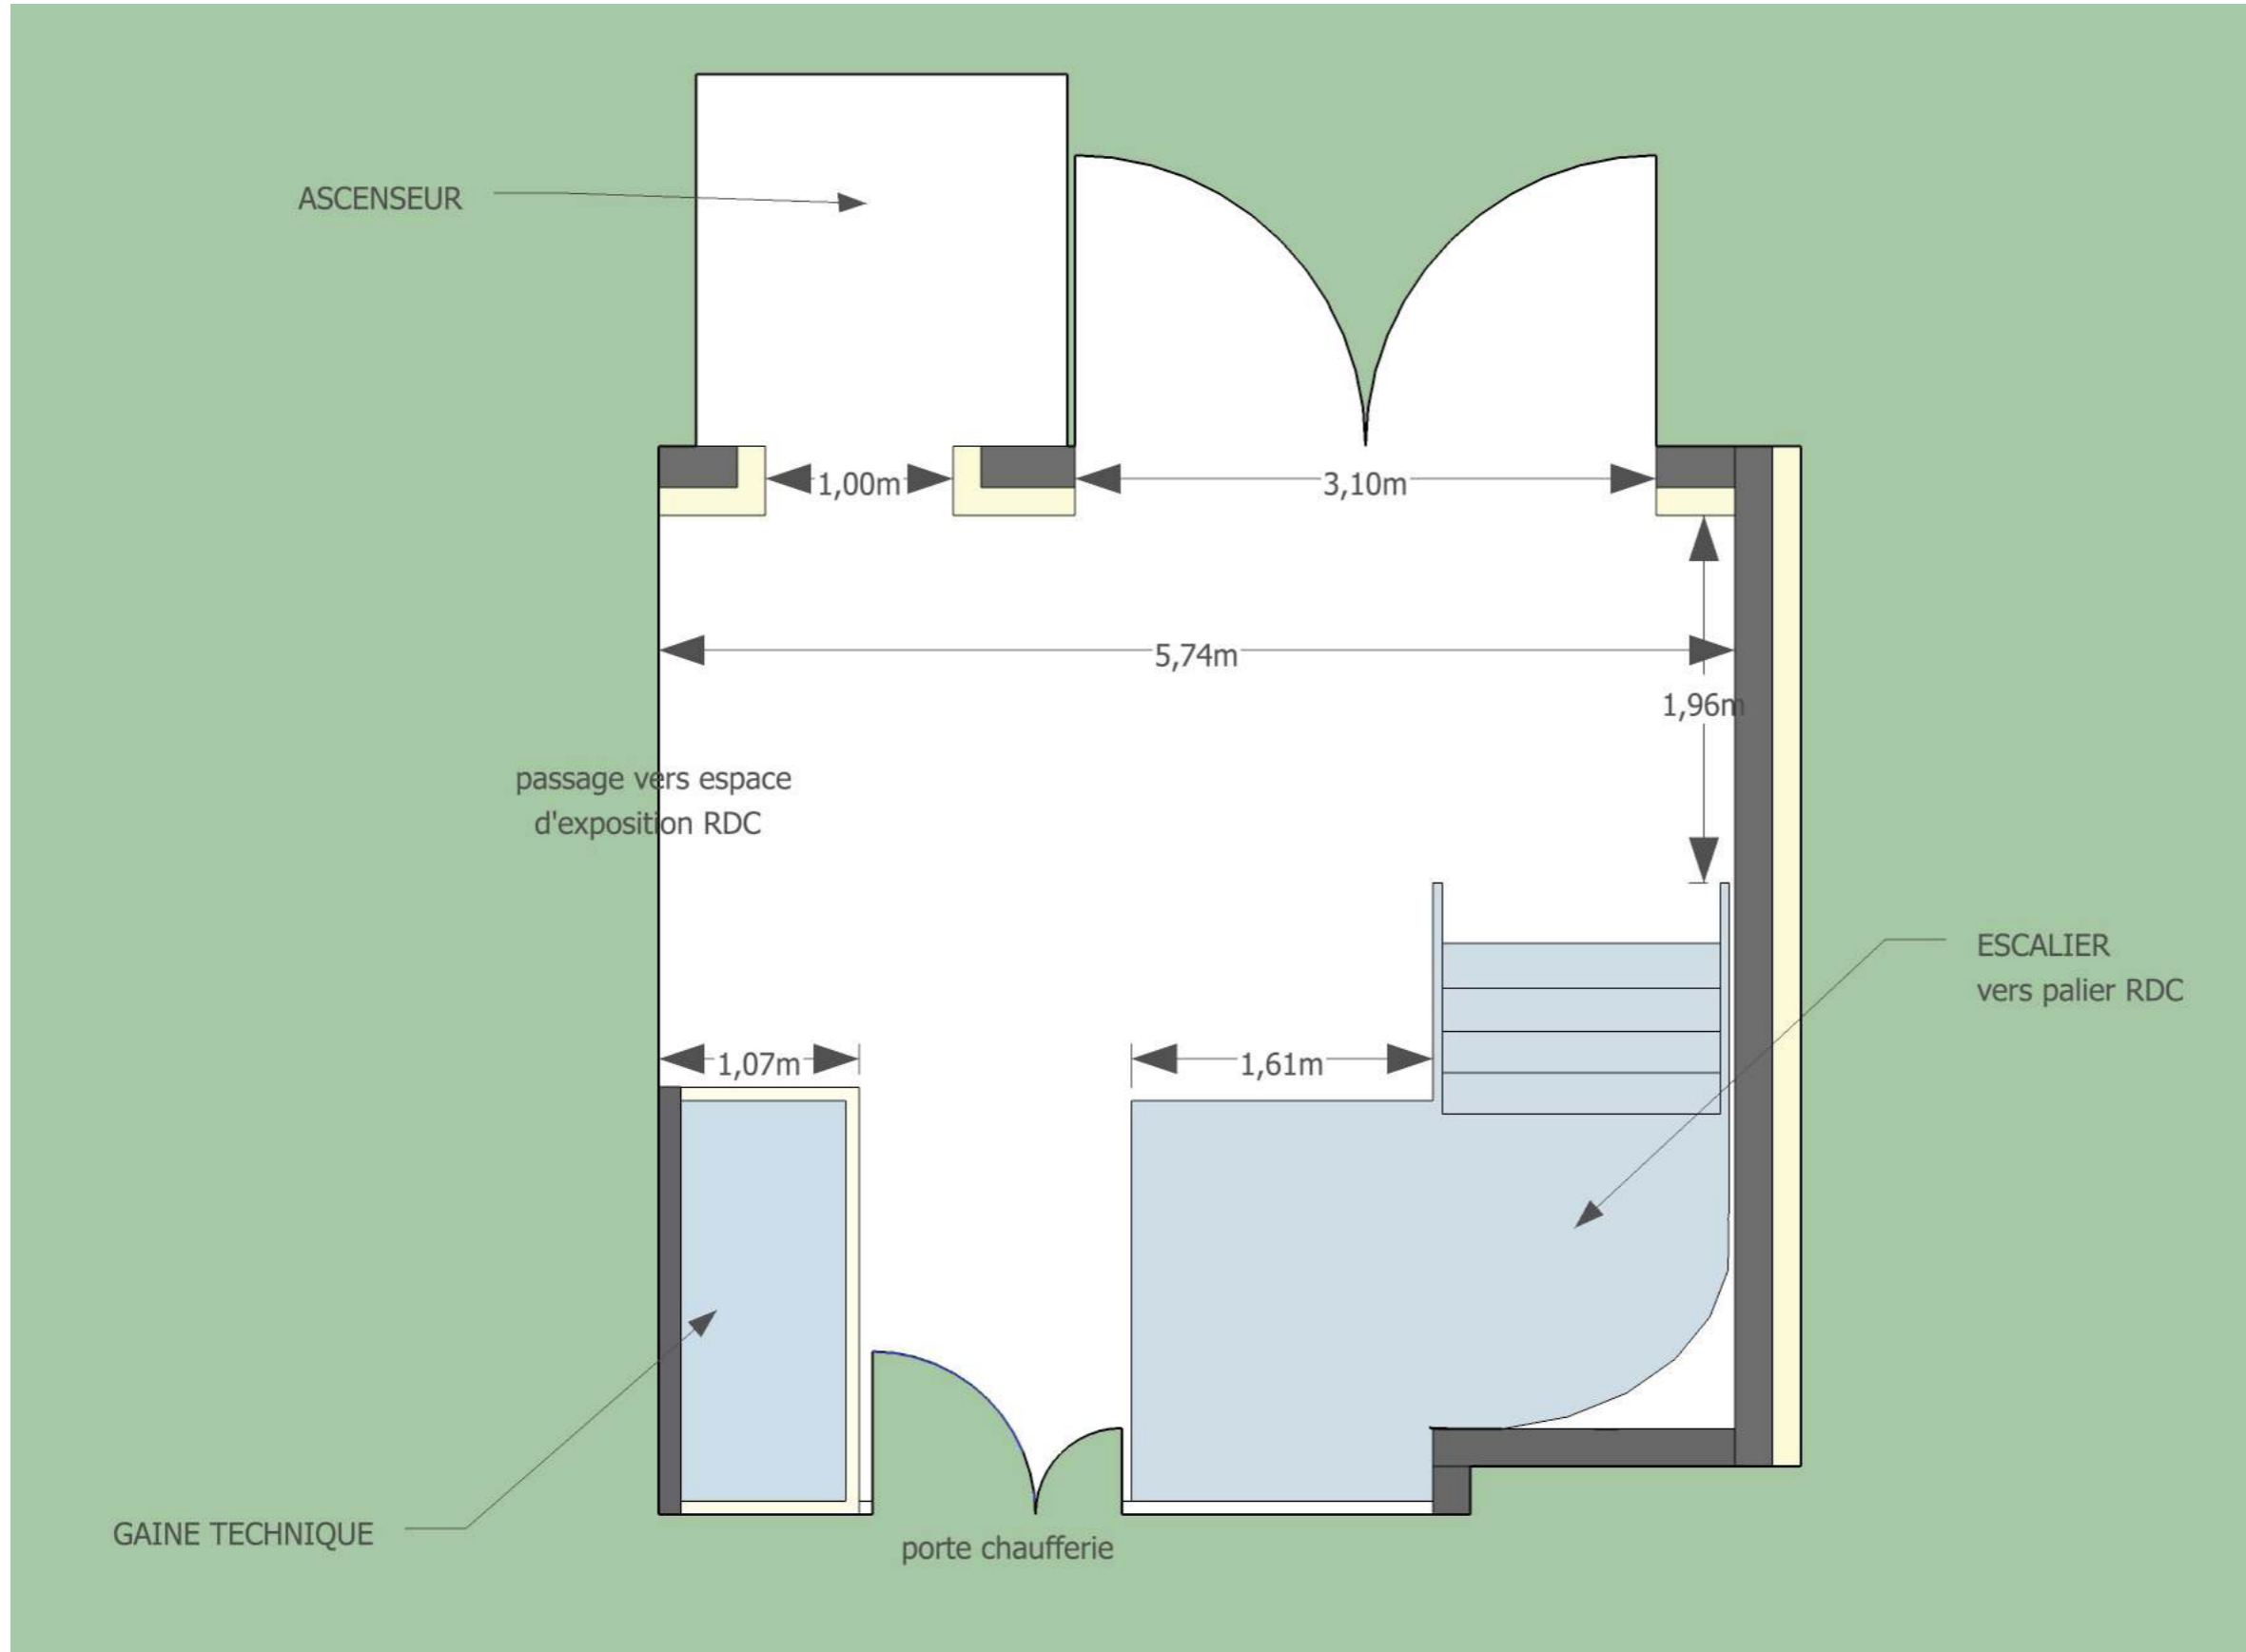 ASCENSEUR
1,00m
3,10m
5,74m
1,96m
passage vers espace
d'exposition RDC
ESCALIER
vers palier RDC
1,07m
1,61m
GAINE TECHNIQUE
porte chaufferie